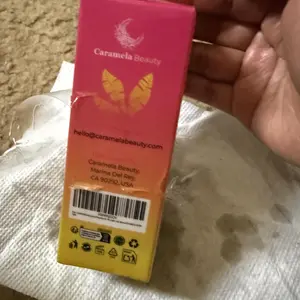 Caramela Beauty
hello@caramelabeauty.com
Caramela Beauty,
Marina Del Rey,
CA 90292, USA